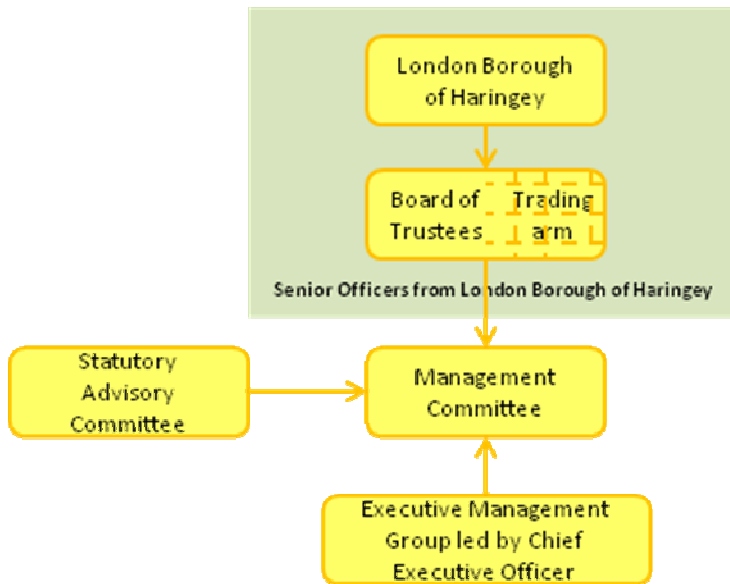 London Borough
of Haringey
Board of
Trustees
Trading
arm
Senior Officers from London Borough of Haringey
Statutory
Advisory
Committee
Management
Committee
Executive Management
Group led by Chief
Executive Officer